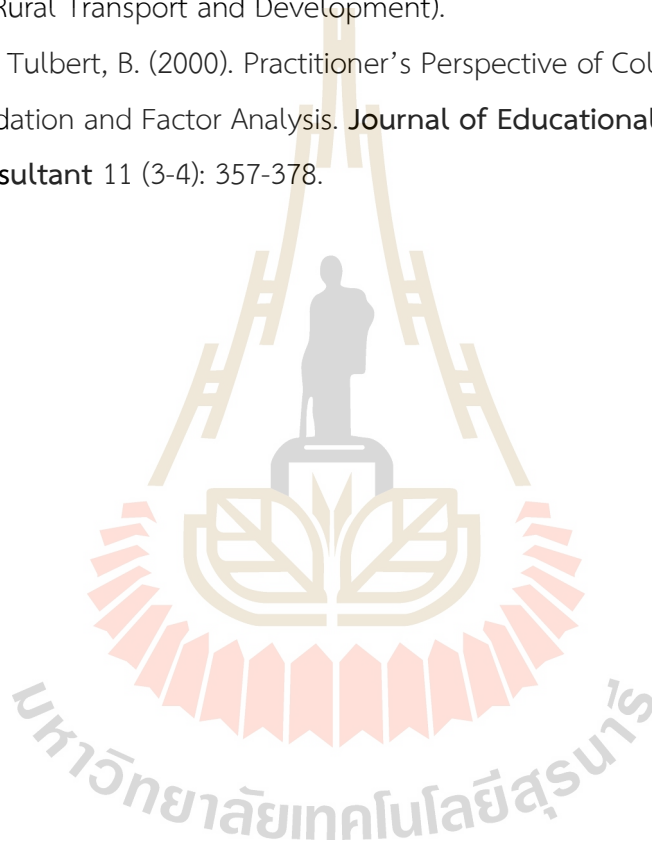 Rural Transport and Development).
Tulbert, B. (2000). Practitioner’s Perspective of Col
dation and Factor Analysis. Journal of Educational
sultant 11 (3-4): 357-378.
มหาวิทยาลัยเทคโนโลยีสุรนารี